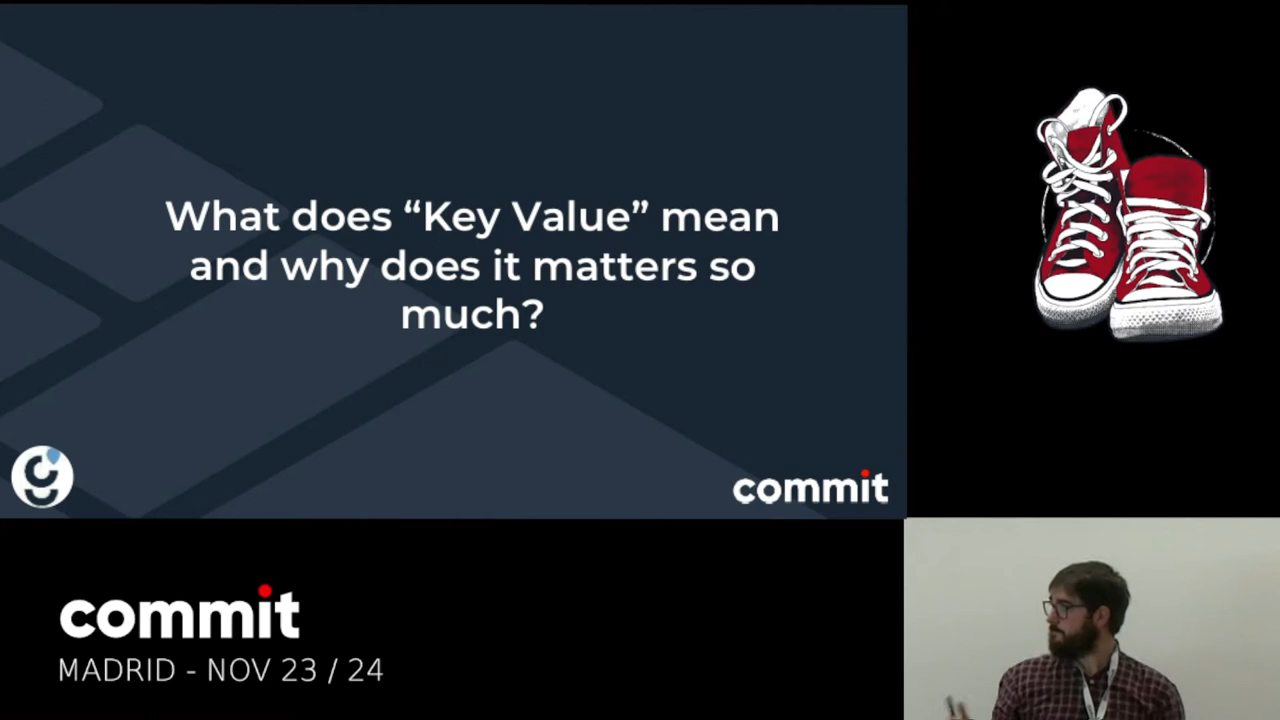 What does “Key Value” mean
and why does it matters so
much?
commit
commit
MADRID - NOV 23 / 24